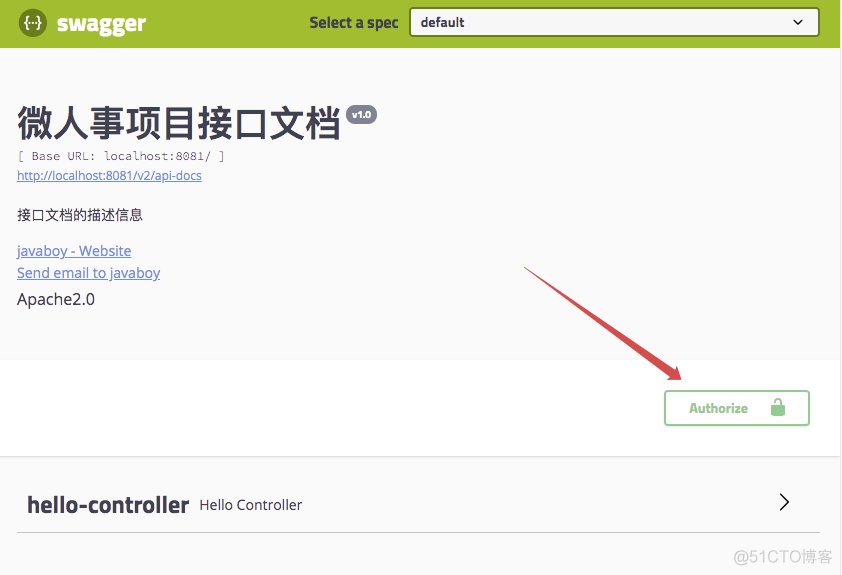 {··} swagger
Select a spec default
微人事项目接口文档 v1.0
[ Base URL: localhost:8081/ ]
http://localhost:8081/v2/api-docs
接口文档的描述信息
javaboy - Website
Send email to javaboy
Apache2.0
Authorize
hello-controller Hello Controller
@51CTO博客